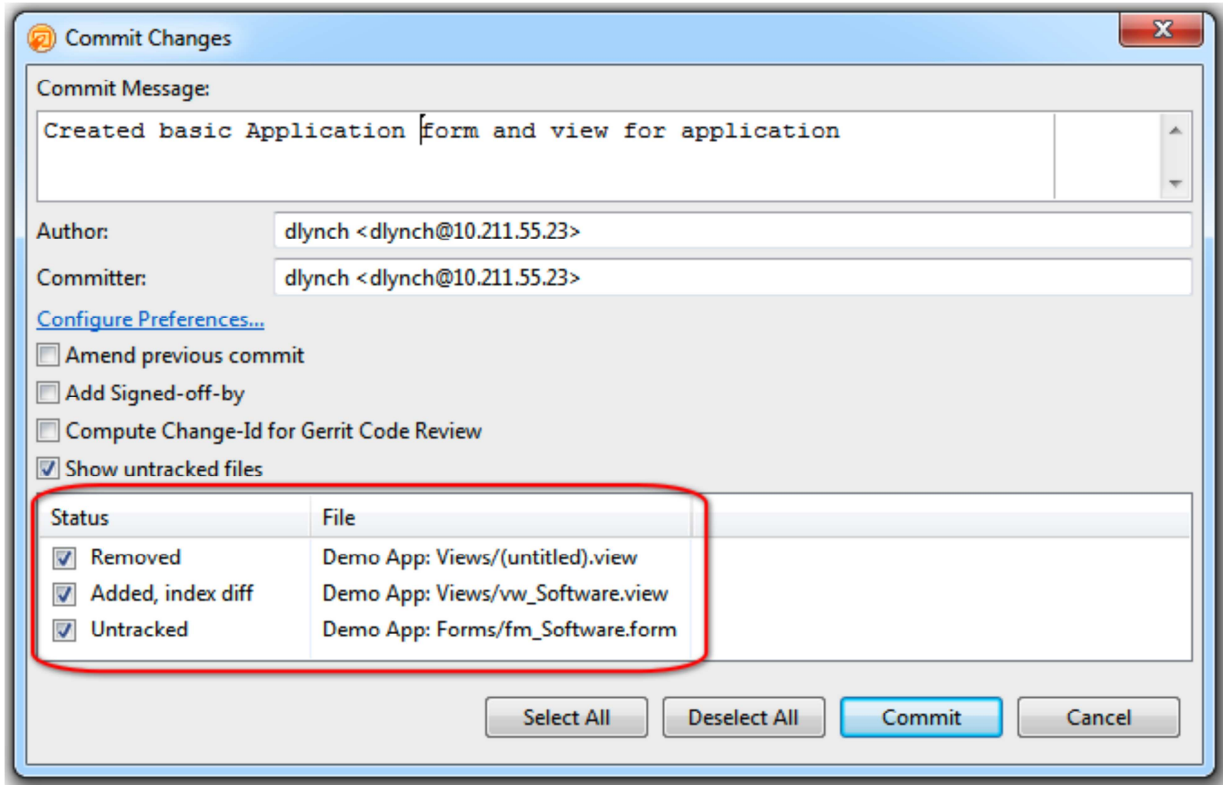 Commit Changes
Commit Message:
Created basic Application form and view for application
Author: dlynch <dlynch@10.211.55.23>
Committer: dlynch <dlynch@10.211.55.23>
Configure Preferences...
Amend previous commit
Add Signed-off-by
Compute Change-Id for Gerrit Code Review
Show untracked files
Status File
Removed Demo App: Views/(untitled).view
Added, index diff Demo App: Views/vw_Software.view
Untracked Demo App: Forms/fm_Software.form
Select All Deselect All Commit Cancel